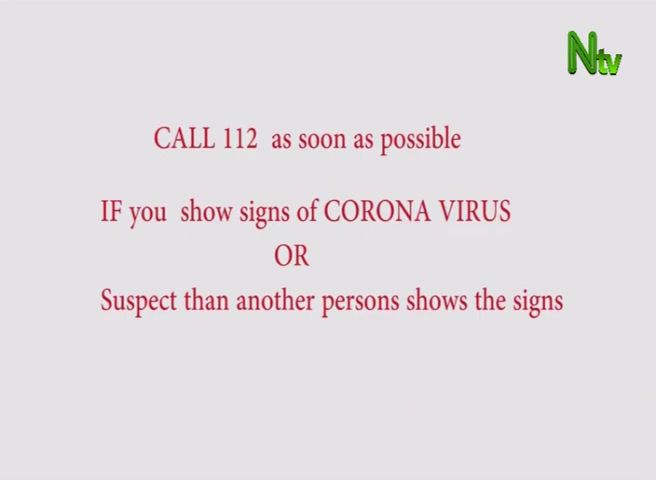 Ntv
CALL 112 as soon as possible
IF you show signs of CORONA VIRUS
OR
Suspect than another persons shows the signs